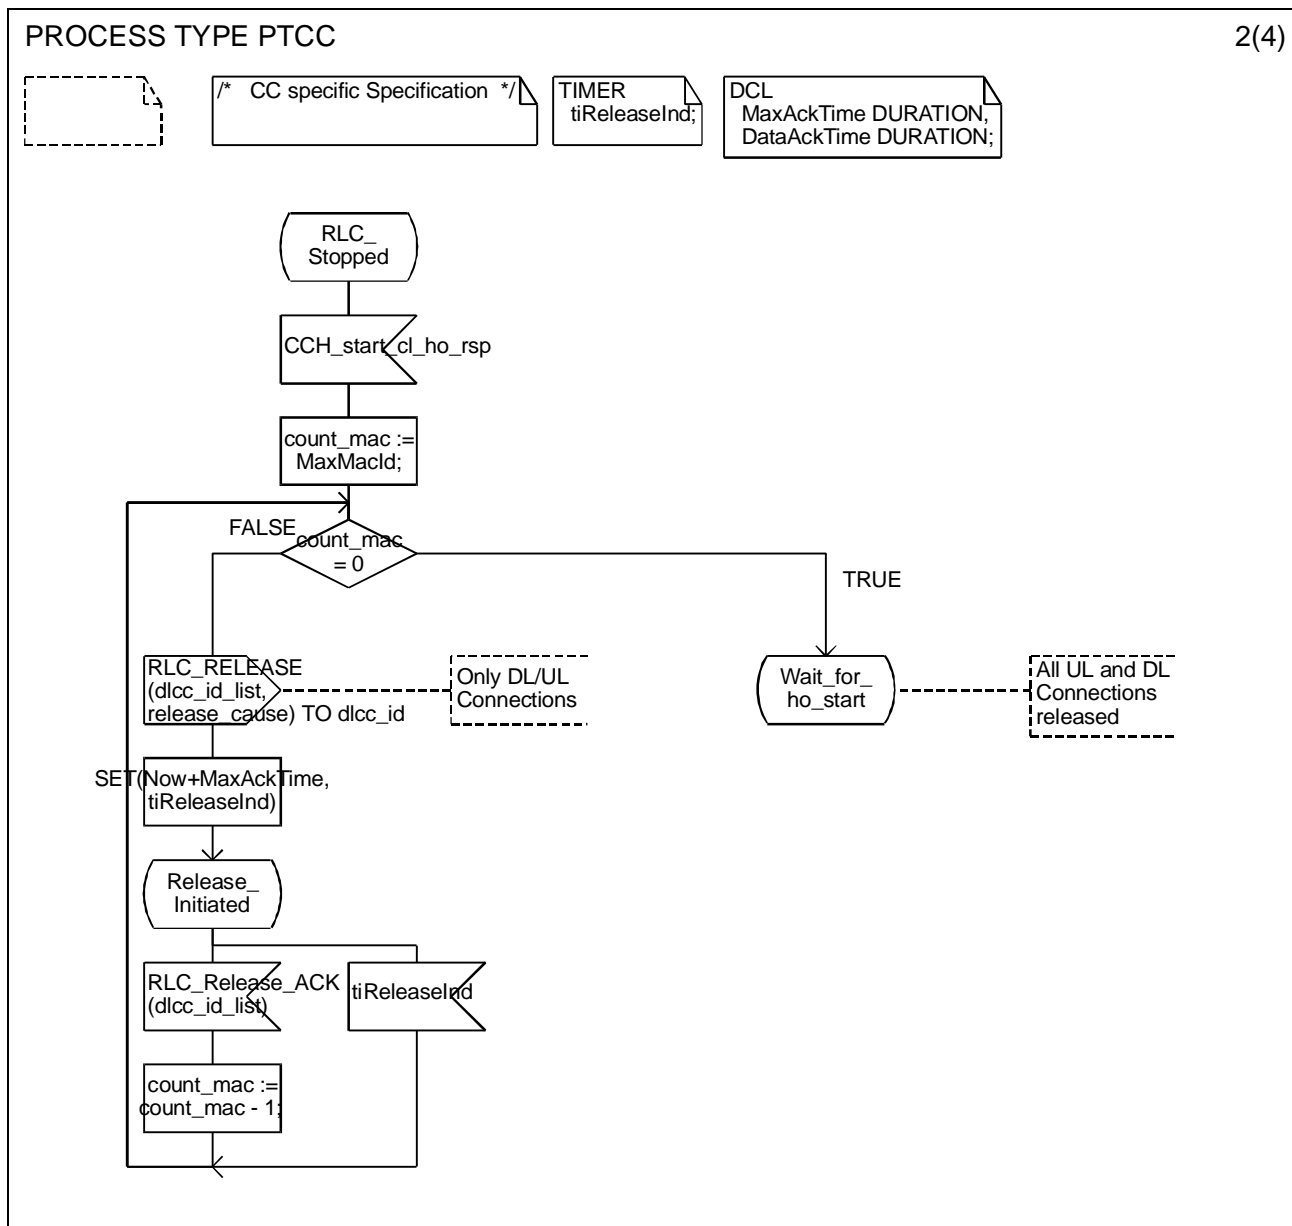 PROCESS TYPE PTCC
2(4)
/* CC specific Specification */
TIMER
tiReleaseInd;
DCL
MaxAckTime DURATION,
DataAckTime DURATION;
RLC_
Stopped
CCH_start_cl_ho_rsp
count_mac :=
MaxMacId;
FALSE
count_mac
= 0
TRUE
RLC_RELEASE
(dlcc_id_list,
release_cause) TO dlcc_id
Only DL/UL
Connections
Wait_for_
ho_start
All UL and DL
Connections
released
SET(Now+MaxAckTime,
tiReleaseInd)
Release_
Initiated
RLC_Release_ACK
(dlcc_id_list)
tiReleaseInd
count_mac :=
count_mac - 1;